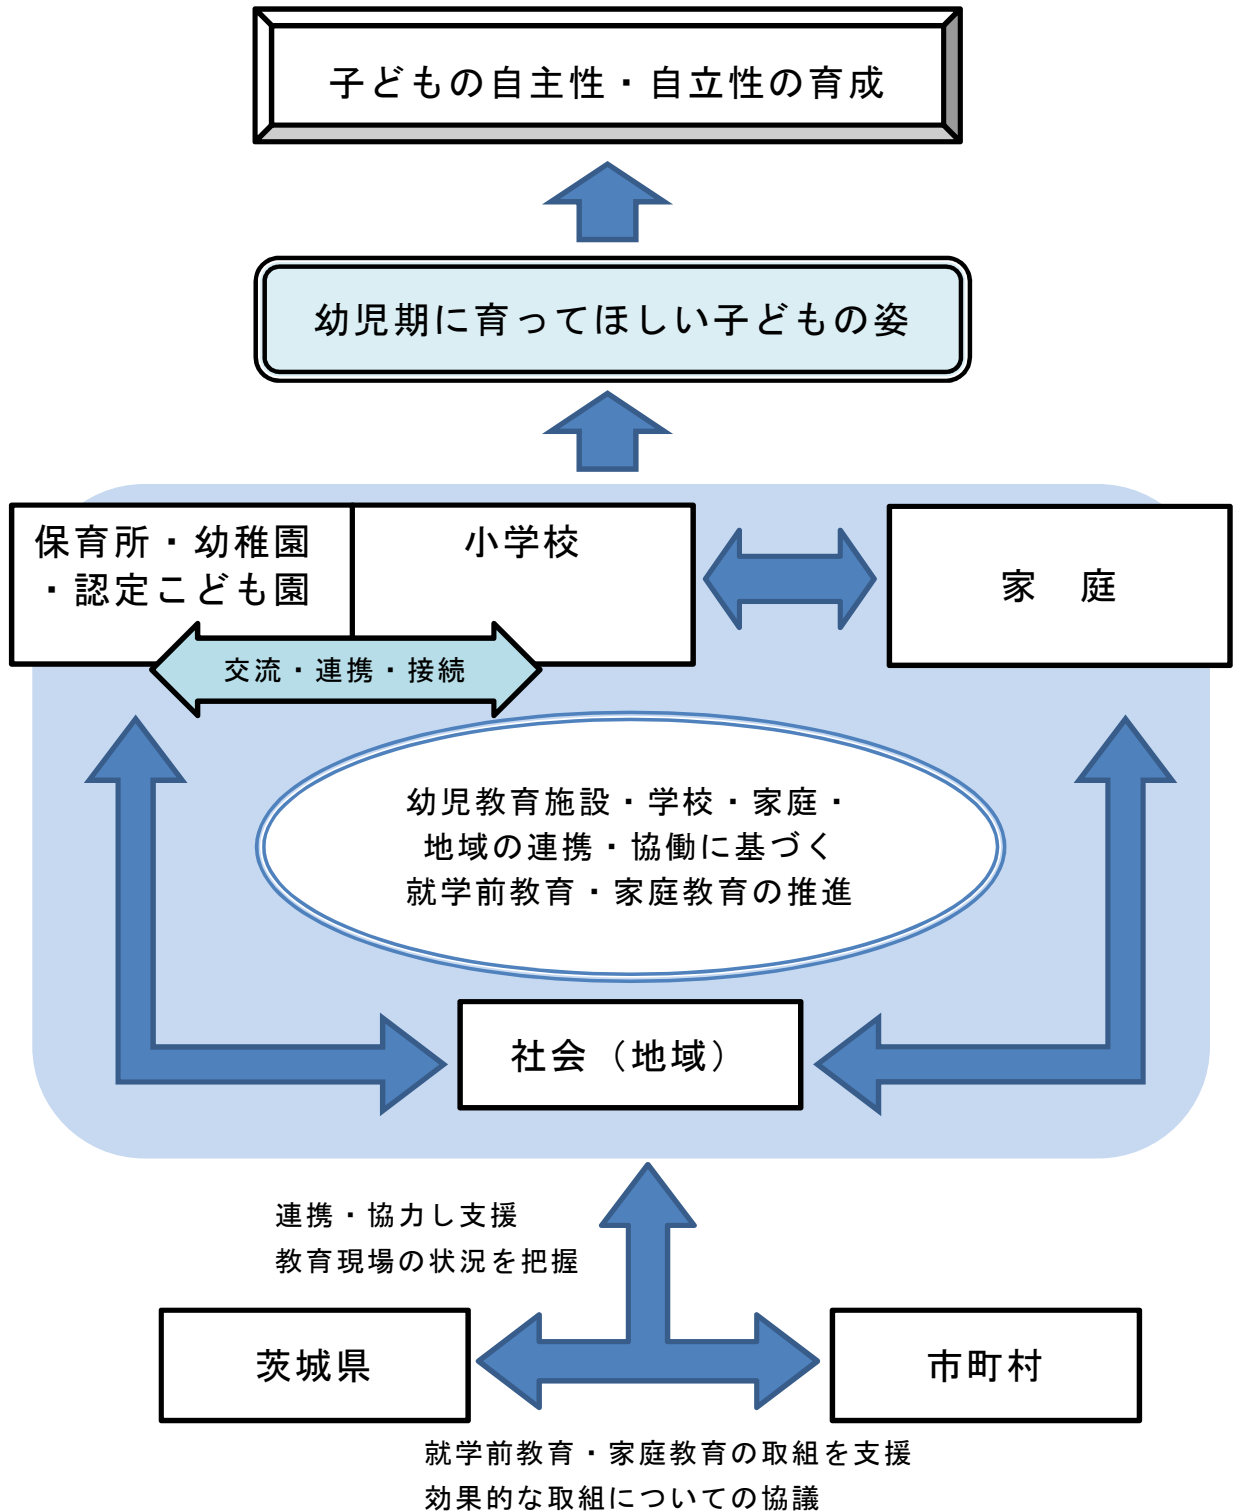 子どもの自主性・自立性の育成
幼児期に育ってほしい子どもの姿
保育所・幼稚園
・認定こども園
小学校
家　庭
交流・連携・接続
幼児教育施設・学校・家庭・
地域の連携・協働に基づく
就学前教育・家庭教育の推進
社会（地域）
連携・協力し支援
教育現場の状況を把握
茨城県
市町村
就学前教育・家庭教育の取組を支援
効果的な取組についての協議